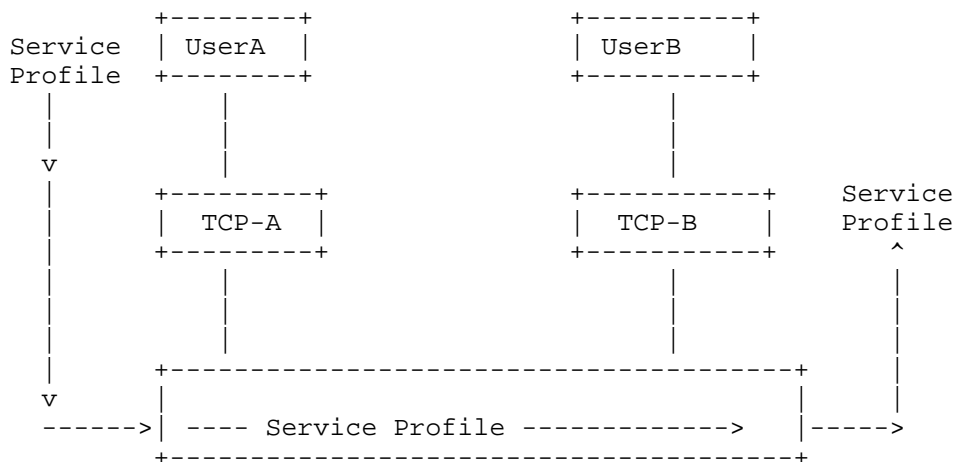 Service UserA UserB
Profile
TCP-A TCP-B Service
Profile
Service Profile